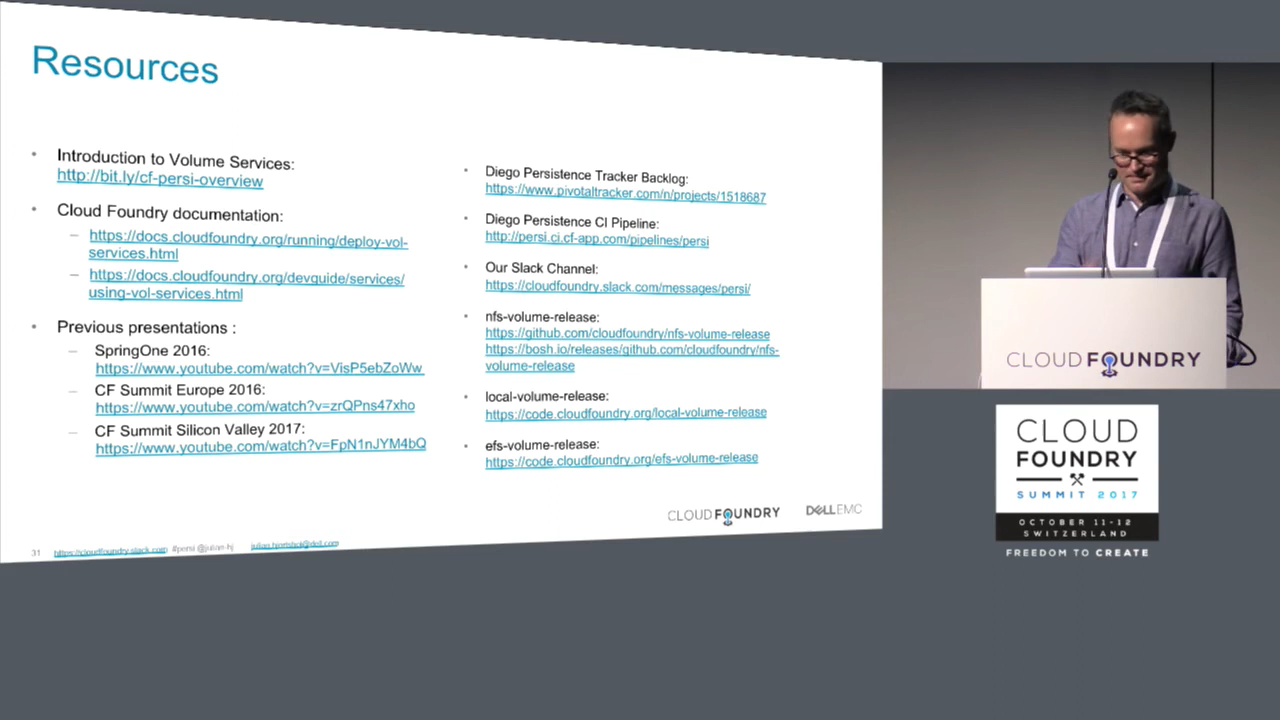 Resources
Introduction to Volume Services:
http://bit.ly/cf-persi-overview
Cloud Foundry documentation:
https://docs.cloudfoundry.org/running/deploy-vol-
services.html
https://docs.cloudfoundry.org/devguide/services/
using-vol-services.html
Previous presentations :
SpringOne 2016:
https://www.youtube.com/watch?v=VisP5ebZoWw
CF Summit Europe 2016:
https://www.youtube.com/watch?v=zrQPns47xho
CF Summit Silicon Valley 2017:
https://www.youtube.com/watch?v=FpN1nJYM4bQ
Diego Persistence Tracker Backlog:
https://www.pivotaltracker.com/n/projects/1518687
Diego Persistence CI Pipeline:
http://persi.ci.cf-app.com/pipelines/persi
Our Slack Channel:
https://cloudfoundry.slack.com/messages/persi/
nfs-volume-release:
https://github.com/cloudfoundry/nfs-volume-release
https://bosh.io/releases/github.com/cloudfoundry/nfs-
volume-release
local-volume-release:
https://code.cloudfoundry.org/local-volume-release
efs-volume-release:
https://code.cloudfoundry.org/efs-volume-release
CLOUD FOUNDRY DELLEMC
31 https://cloudfoundry.slack.com #persi @julian-hj
CLOUD FOUNDRY
CLOUD
FOUNDRY
SUMMIT 2017
OCTOBER 11-12
SWITZERLAND
FREEDOM TO CREATE